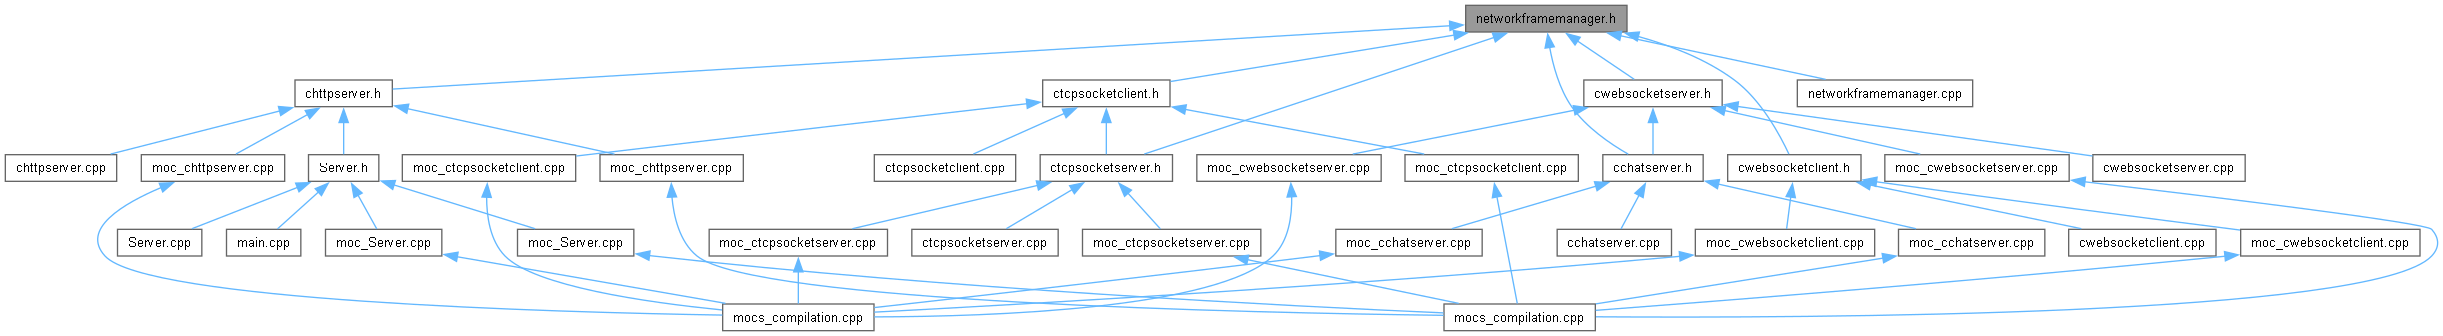 networkframemanager.h
chttpserver.h
ctcpsocketclient.h
cwebsocketserver.h
networkframemanager.cpp
chttpserver.cpp
moc_chttpserver.cpp
Server.h
moc_ctcpsocketclient.cpp
moc_chttpserver.cpp
ctcpsocketclient.cpp
ctcpsocketserver.h
moc_cwebsocketserver.cpp
moc_ctcpsocketclient.cpp
cchatserver.h
cwebsocketclient.h
moc_cwebsocketserver.cpp
cwebsocketserver.cpp
Server.cpp
main.cpp
moc_Server.cpp
moc_Server.cpp
moc_ctcpsocketserver.cpp
ctcpsocketserver.cpp
moc_ctcpsocketserver.cpp
moc_cchatserver.cpp
cchatserver.cpp
moc_cwebsocketclient.cpp
moc_cchatserver.cpp
cwebsocketclient.cpp
moc_cwebsocketclient.cpp
mocs_compilation.cpp
mocs_compilation.cpp